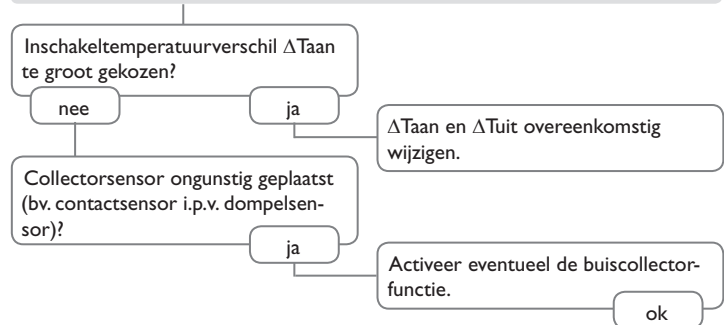 Inschakeltemperatuurverschil ΔTaan
te groot gekozen?
nee
ja
ΔTaan en ΔTuit overeenkomstig
wijzigen.
Collectorsensor ongunstig geplaatst
(bv. contactsensor i.p.v. dompelsen-
sor)?
ja
Activeer eventueel de buiscollector-
functie.
ok